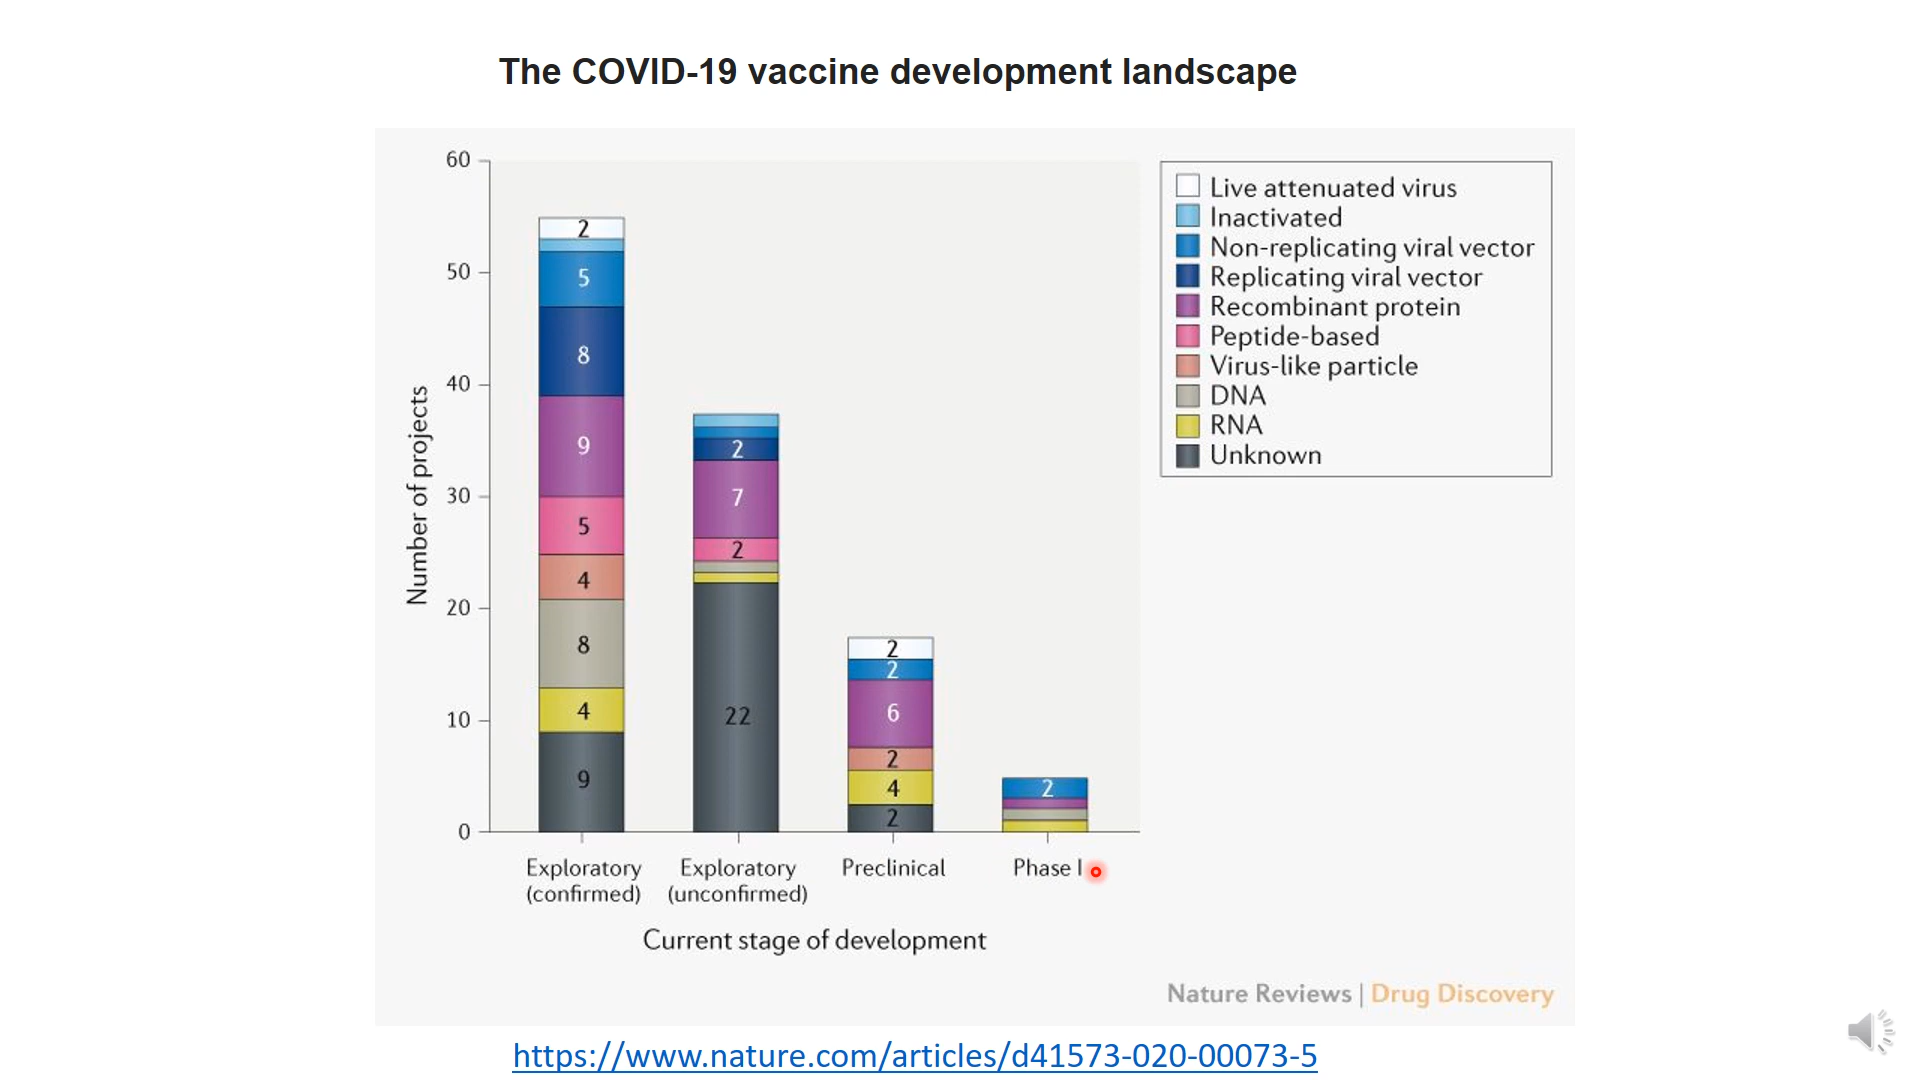 The COVID-19 vaccine development landscape
60
50
40
30
20
10
0
Number of projects
2
5
8
9
5
4
8
4
9
2
7
2
22
2
2
6
2
4
2
2
Exploratory
(confirmed)
Exploratory
(unconfirmed)
Preclinical
Phase I
Current stage of development
Live attenuated virus
Inactivated
Non-replicating viral vector
Replicating viral vector
Recombinant protein
Peptide-based
Virus-like particle
DNA
RNA
Unknown
Nature Reviews | Drug Discovery
https://www.nature.com/articles/d41573-020-00073-5